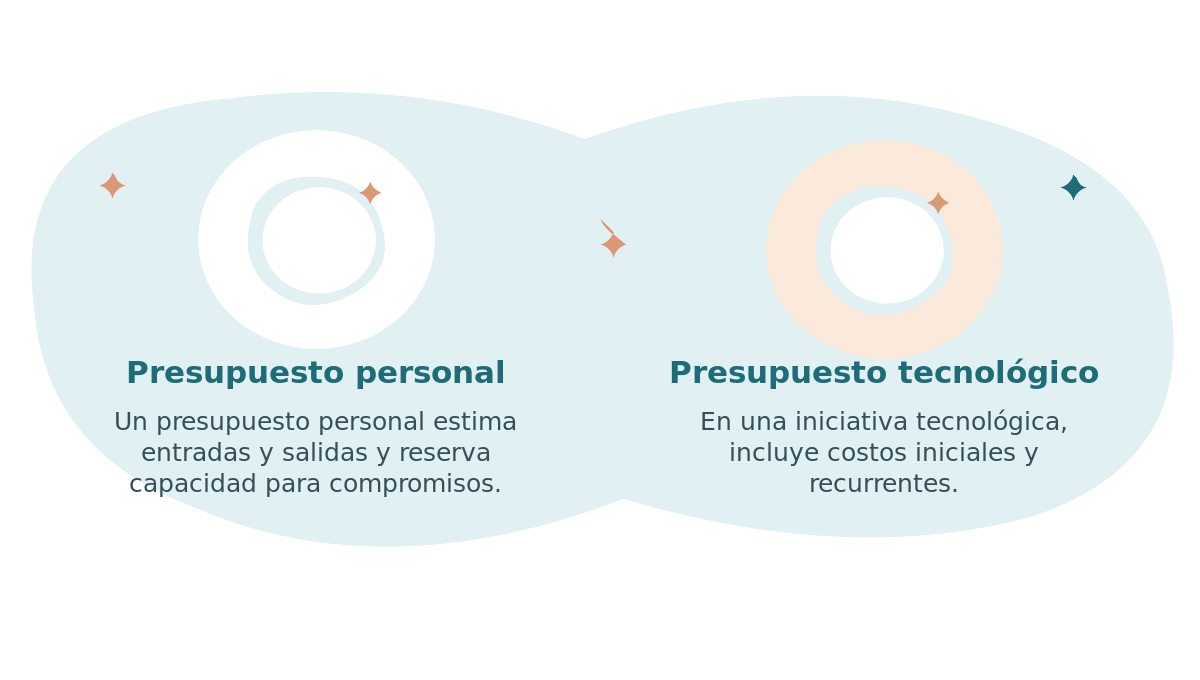 Presupuesto personal
Un presupuesto personal estima
entradas y salidas y reserva
capacidad para compromisos.
Presupuesto tecnológico
En una iniciativa tecnológica,
incluye costos iniciales y
recurrentes.